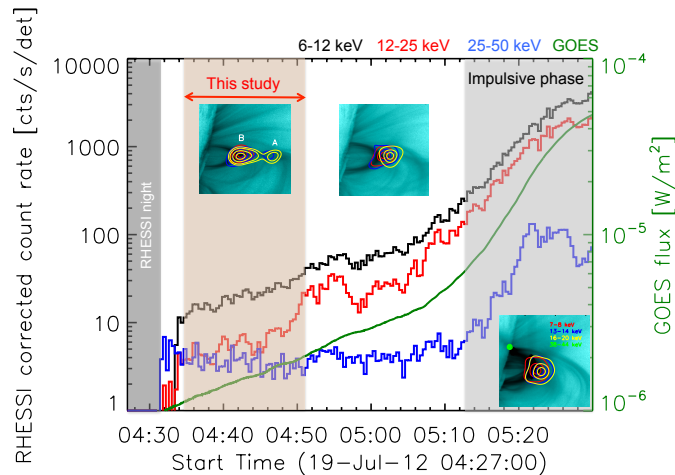 6-12 keV 12-25 keV 25-50 keV GOES
RHESSI corrected count rate [cts/s/det]
10000
1000
100
10
1
RHESSI night
This study
B
A
Impulsive phase
7-8 keV
13-14 keV
16-20 keV
10⁻⁴
10⁻⁵
10⁻⁶
GOES flux [W/m²]
04:30 04:40 04:50 05:00 05:10 05:20
Start Time (19-Jul-12 04:27:00)